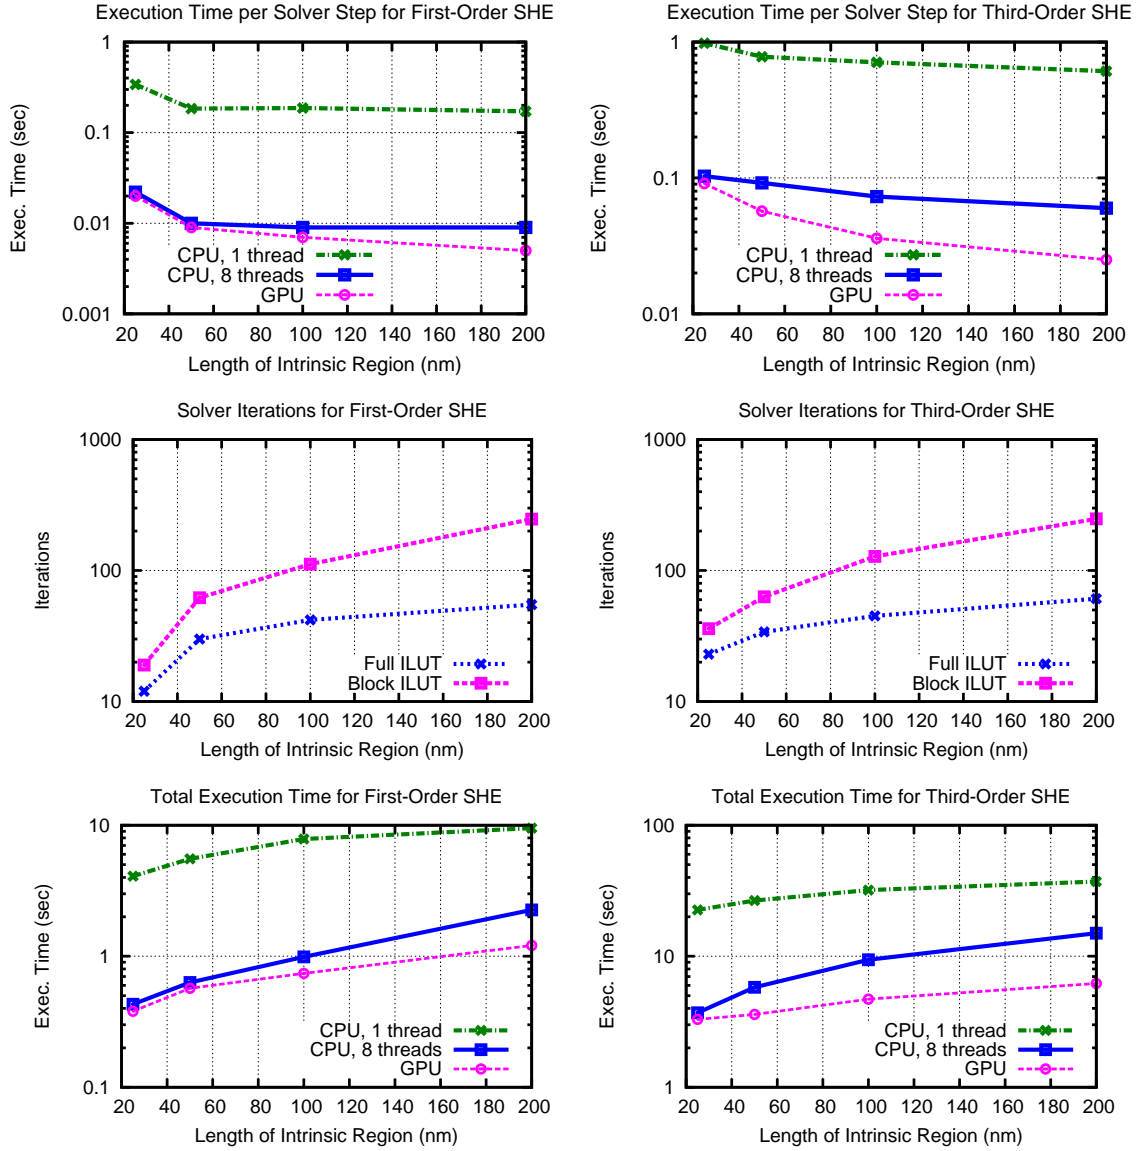 Execution Time per Solver Step for First-Order SHE
1
0.1
0.01
0.001
Exec. Time (sec)
CPU, 1 thread
CPU, 8 threads
GPU
20 40 60 80 100 120 140 160 180 200
Length of Intrinsic Region (nm)
Execution Time per Solver Step for Third-Order SHE
1
0.1
0.01
Exec. Time (sec)
CPU, 1 thread
CPU, 8 threads
GPU
20 40 60 80 100 120 140 160 180 200
Length of Intrinsic Region (nm)
Solver Iterations for First-Order SHE
1000
100
10
Iterations
Full ILUT
Block ILUT
20 40 60 80 100 120 140 160 180 200
Length of Intrinsic Region (nm)
Solver Iterations for Third-Order SHE
1000
100
10
Iterations
Full ILUT
Block ILUT
20 40 60 80 100 120 140 160 180 200
Length of Intrinsic Region (nm)
Total Execution Time for First-Order SHE
10
1
0.1
Exec. Time (sec)
CPU, 1 thread
CPU, 8 threads
GPU
20 40 60 80 100 120 140 160 180 200
Length of Intrinsic Region (nm)
Total Execution Time for Third-Order SHE
100
10
1
Exec. Time (sec)
CPU, 1 thread
CPU, 8 threads
GPU
20 40 60 80 100 120 140 160 180 200
Length of Intrinsic Region (nm)